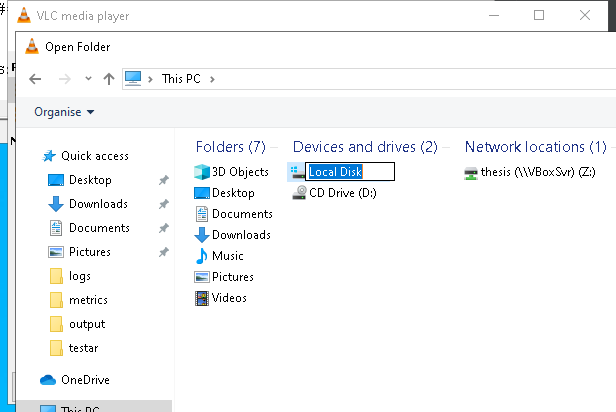 ##
VLC media player
Open Folder
This PC
Organise
Quick access
Desktop
Downloads
Documents
Pictures
logs
metrics
output
testar
OneDrive
This PC
Folders (7)
3D Objects
Desktop
Documents
Downloads
Music
Pictures
Videos
Devices and drives (2)
Local Disk
CD Drive (D:)
Network locations (1)
thesis (\\VBoxSvr) (Z:)